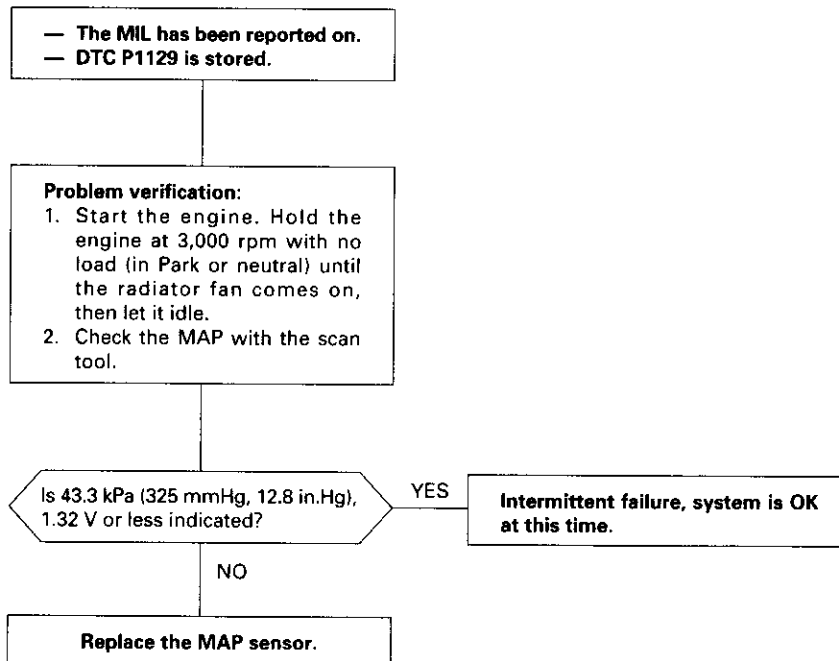 — The MIL has been reported on.
— DTC P1129 is stored.
Problem verification:
1. Start the engine. Hold the
engine at 3,000 rpm with no
load (in Park or neutral) until
the radiator fan comes on,
then let it idle.
2. Check the MAP with the scan
tool.
Is 43.3 kPa (325 mmHg, 12.8 in.Hg),
1.32 V or less indicated?
YES
Intermittent failure, system is OK
at this time.
NO
Replace the MAP sensor.